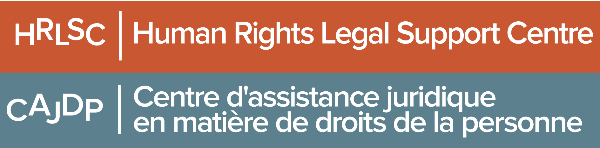 HRLSC | Human Rights Legal Support Centre
CAJDP | Centre d'assistance juridique
en matière de droits de la personne